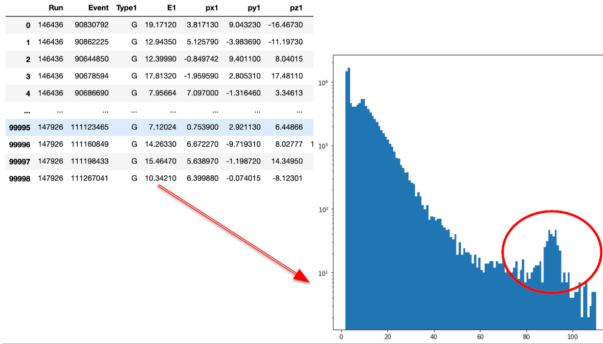 Run Event Type1 E1 px1 py1 pz1
0 146436 90830792 G 19.17120 3.817130 9.043230 -16.46730
1 146436 90862225 G 12.94350 5.125790 -3.983690 -11.19730
2 146436 90644850 G 12.39990 -0.849742 9.401100 8.04015
3 146436 90678594 G 17.81320 -1.959590 2.805310 17.48110
4 146436 90686690 G 7.95664 7.097000 -1.316460 3.34613
... ... ... ... ... ... ... ...
99995 147926 111123465 G 7.12024 0.753900 2.921130 6.44866
99996 147926 111160849 G 14.26330 6.672270 -9.719310 8.02777 1
99997 147926 111198433 G 15.46470 5.638970 -1.198720 14.34950
99998 147926 111267041 G 10.34210 6.399880 -0.074015 -8.12301
10⁴
10³
10²
10¹
0 20 40 60 80 100